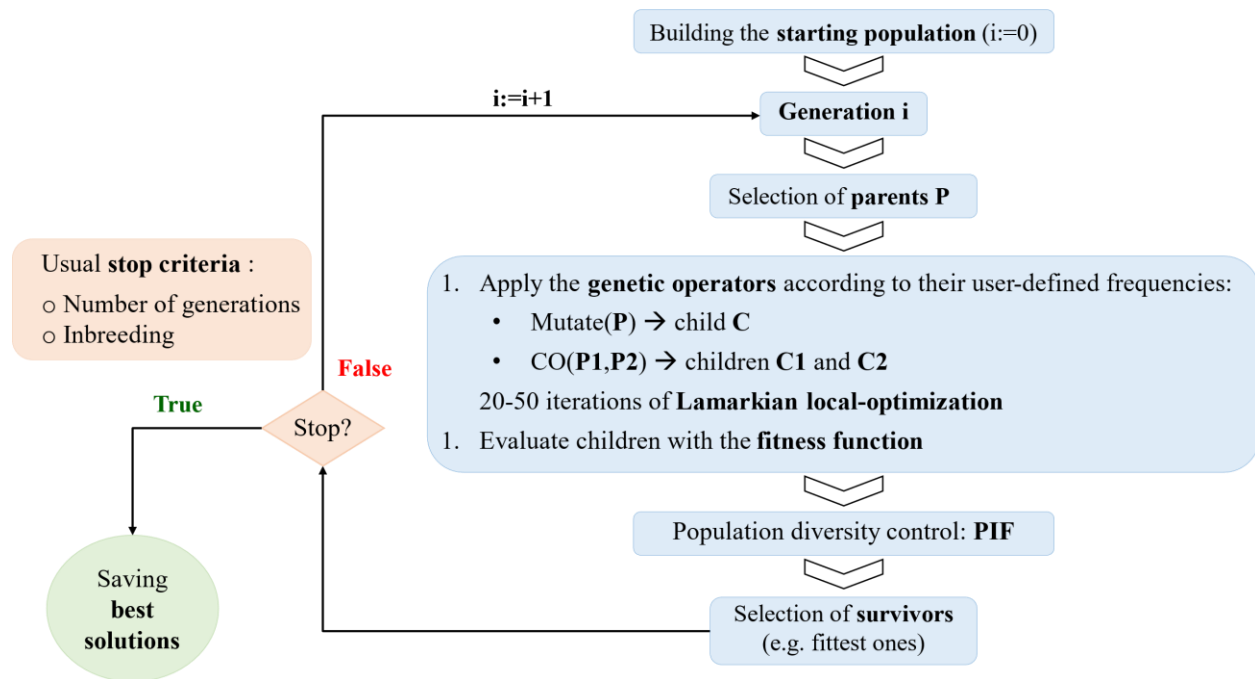 Building the starting population (i:=0)
i:=i+1
Generation i
Selection of parents P
Usual stop criteria :
o Number of generations
o Inbreeding
1. Apply the genetic operators according to their user-defined frequencies:
• Mutate(P) → child C
• CO(P1,P2) → children C1 and C2
20-50 iterations of Lamarkian local-optimization
1. Evaluate children with the fitness function
False
True
Stop?
Population diversity control: PIF
Selection of survivors
(e.g. fittest ones)
Saving
best
solutions